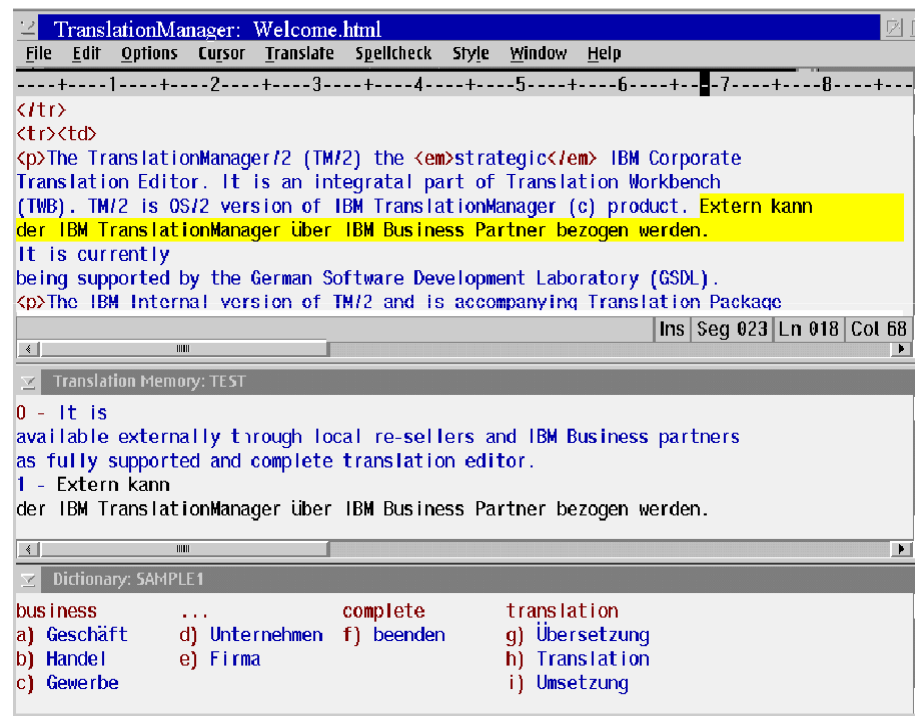 TranslationManager: Welcome.html
File Edit Options Cursor Translate Spellcheck Style Window Help
----+----1----+----2----+----3----+----4----+----5----+----6----+----7----+----8----+---
</tr>
<tr><td>
<p>The TranslationManager/2 (TM/2) the <em>strategic</em> IBM Corporate
Translation Editor. It is an integratal part of Translation Workbench
(TWB). TM/2 is OS/2 version of IBM TranslationManager (c) product. Extern kann
der IBM TranslationManager über IBM Business Partner bezogen werden.
It is currently
being supported by the German Software Development Laboratory (GSDL).
<p>The IBM Internal version of TM/2 and is accompanying Translation Package
Ins Seg 023 Ln 018 Col 68
Translation Memory: TEST
0 - It is
available externally through local re-sellers and IBM Business partners
as fully supported and complete translation editor.
1 - Extern kann
der IBM TranslationManager über IBM Business Partner bezogen werden.
Dictionary: SAMPLE1
business ... complete translation
a) Geschäft d) Unternehmen f) beenden g) Übersetzung
b) Handel e) Firma h) Translation
c) Gewerbe i) Umsetzung